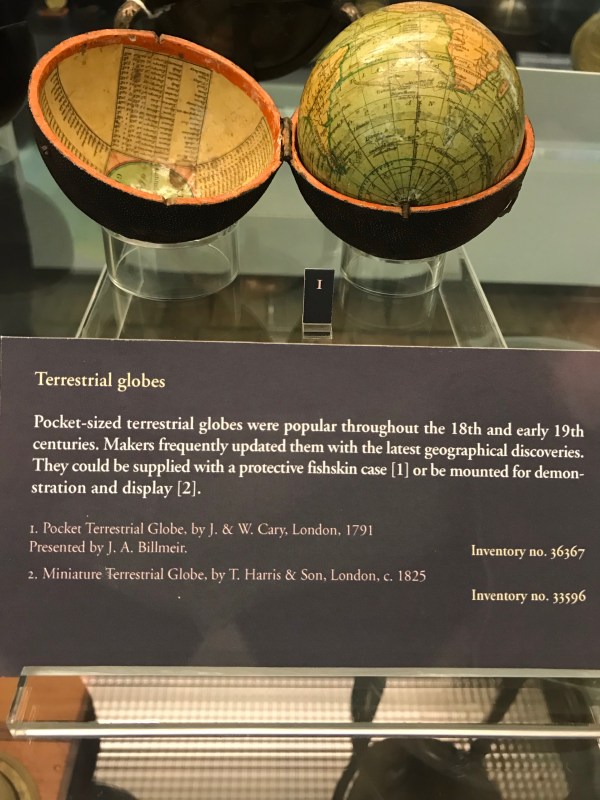 I
Terrestrial globes
Pocket-sized terrestrial globes were popular throughout the 18th and early 19th
centuries. Makers frequently updated them with the latest geographical discoveries.
They could be supplied with a protective fishskin case [1] or be mounted for demon-
stration and display [2].
1. Pocket Terrestrial Globe, by J. & W. Cary, London, 1791
Presented by J. A. Billmeir.
Inventory no. 36367
2. Miniature Terrestrial Globe, by T. Harris & Son, London, c. 1825
Inventory no. 33596